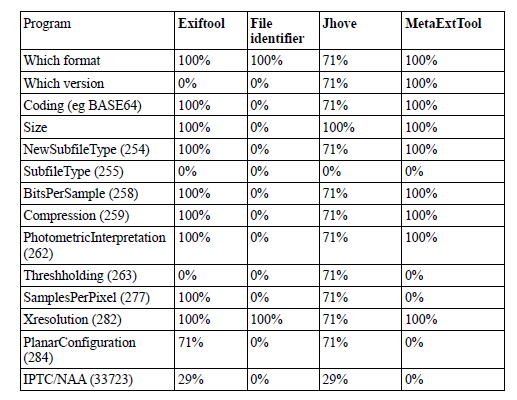 Program Exiftool File identifier Jhove MetaExtTool
Which format 100% 100% 71% 100%
Which version 0% 0% 71% 100%
Coding (eg BASE64) 100% 0% 71% 100%
Size 100% 0% 100% 100%
NewSubfileType (254) 100% 0% 71% 100%
SubfileType (255) 0% 0% 0% 0%
BitsPerSample (258) 100% 0% 71% 100%
Compression (259) 100% 0% 71% 100%
PhotometricInterpretation (262) 100% 0% 71% 100%
Threshholding (263) 0% 0% 71% 0%
SamplesPerPixel (277) 100% 0% 71% 0%
Xresolution (282) 100% 100% 71% 100%
PlanarConfiguration (284) 71% 0% 71% 0%
IPTC/NAA (33723) 29% 0% 29% 0%